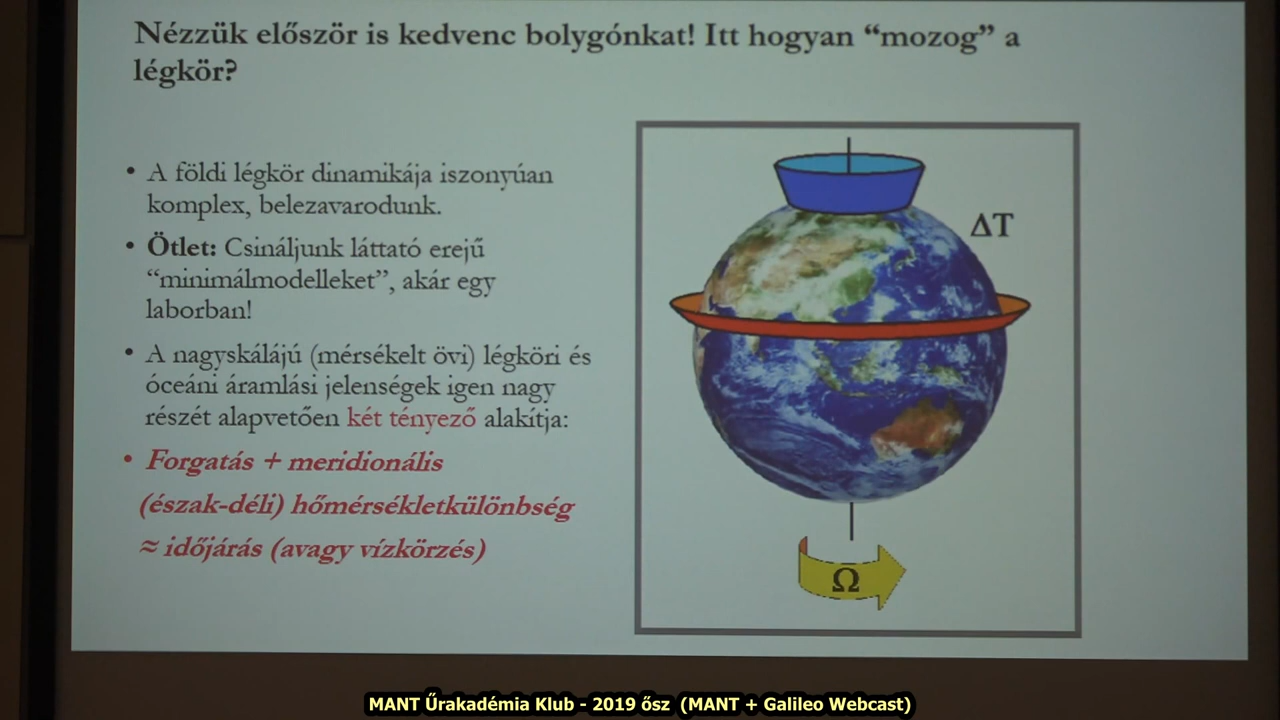 Nézzük először is kedvenc bolygónkat! Itt hogyan “mozog” a
légkör?
• A földi légkör dinamikája iszonyúan
komplex, belezavarodunk.
• Ötlet: Csináljunk láttató erejű
“minimálmodelleket”, akár egy
laborban!
• A nagyskálájú (mérsékelt övi) légköri és
óceáni áramlási jelenségek igen nagy
részét alapvetően két tényező alakítja:
• Forgatás + meridionális
(észak-déli) hőmérsékletkülönbség
≈ időjárás (avagy vízkörzés)
ΔT
Ω
MANT Űrakadémia Klub - 2019 ősz (MANT + Galileo Webcast)